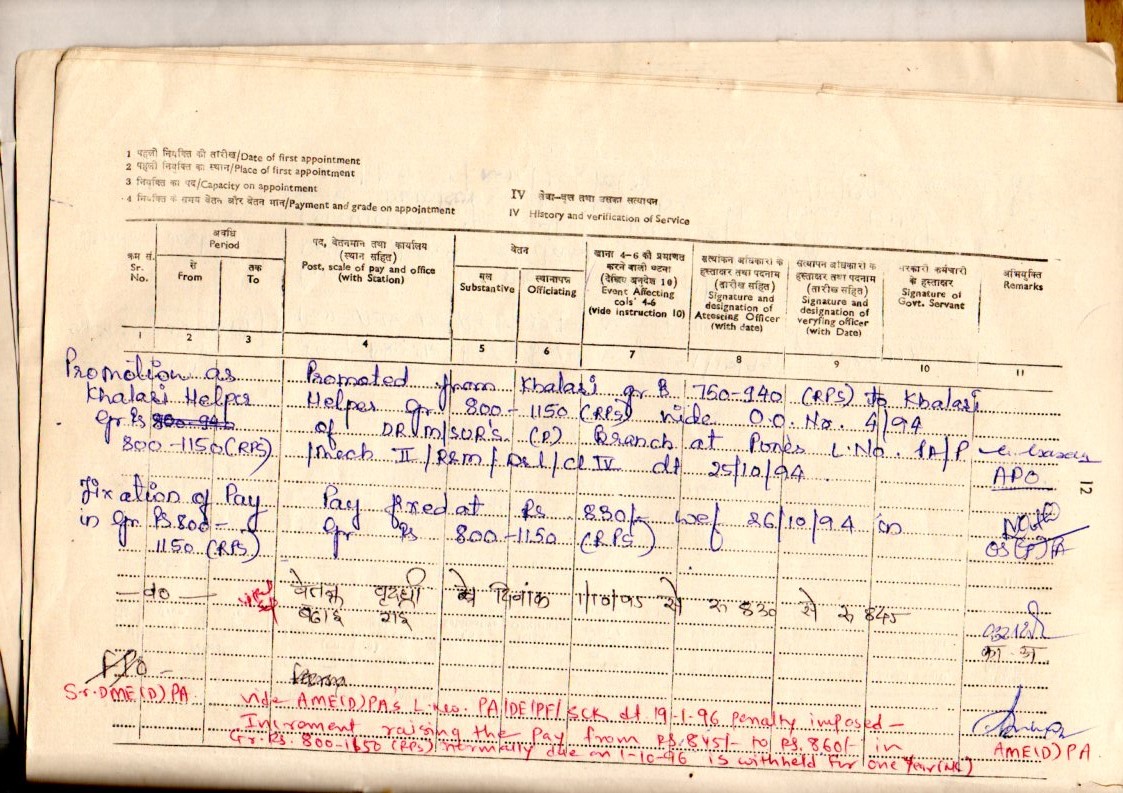 1 पहली नियुक्ति की तारीख/Date of first appointment
2 पहली नियुक्ति का स्थान/Place of first appointment
3 नियुक्ति का पद/Capacity on appointment
4 नियुक्ति के समय वेतन और वेतन मान/Payment and grade on appointment
IV सेवा-वृत्त तथा उसका सत्यापन
IV History and verification of Service
क्रम सं.
Sr.
No.
अवधि
Period
से
From
तक
To
पद, वेतनमान तथा कार्यालय
(स्थान सहित)
Post, scale of pay and office
(with Station)
वेतन
मूल
Substantive
स्थानापन्न
Officiating
खाना 4-6 को प्रमाणित
करने वाली घटना
(देखिए अनुदेश 10)
Event Affecting
cols' 4-6
(vide instruction 10)
सत्यांकन अधिकारी के
हस्ताक्षर तथा पदनाम
(तारीख सहित)
Signature and
designation of
Attesting Officer
(with date)
सत्यापन अधिकारी के
हस्ताक्षर तथा पदनाम
(तारीख सहित)
Signature and
designation of
veryfing officer
(with Date)
सरकारी कर्मचारी
के हस्ताक्षर
Signature of
Govt. Servant
अभियुक्ति
Remarks
1 2 3 4 5 6 7 8 9 10 11
Promotion as Promoted from Khalasi gr ₨ 750-940 (RPS) to Khalasi
Khalasi Helper Helper gr 800-1150 (RPS) vide O.O. No. 4/94
gr ₨ 800-940 of DRM/SUR's (P) Branch at Pones L.No. PA/P
800-1150 (RPS) /Mech II/RSM/Dsl/cl IV dt 25/10/94.
APO
12
Fixation of Pay Pay fixed at Rs 830/- wef 26/10/94 in
in gr ₨ 800- gr ₨ 800-1150 (RPS)
1150 (RPS)
OS(P)PA
-do- वेतन वृद्धी दिनांक 1/10/95 से रु 830 से रु 845
बढाई गई
का - अ
Sr. DME(D) PA
vide AME(D)PA's L.No. PA/DE/PF/SCK dt 19-1-96 Penalty imposed-
Increment raising the Pay from Rs. 845/- to Rs. 860/- in
Gr. Rs. 800-1150 (RPS) normally due on 1-10-96 is withheld for one Year (NC)
AME(D) PA